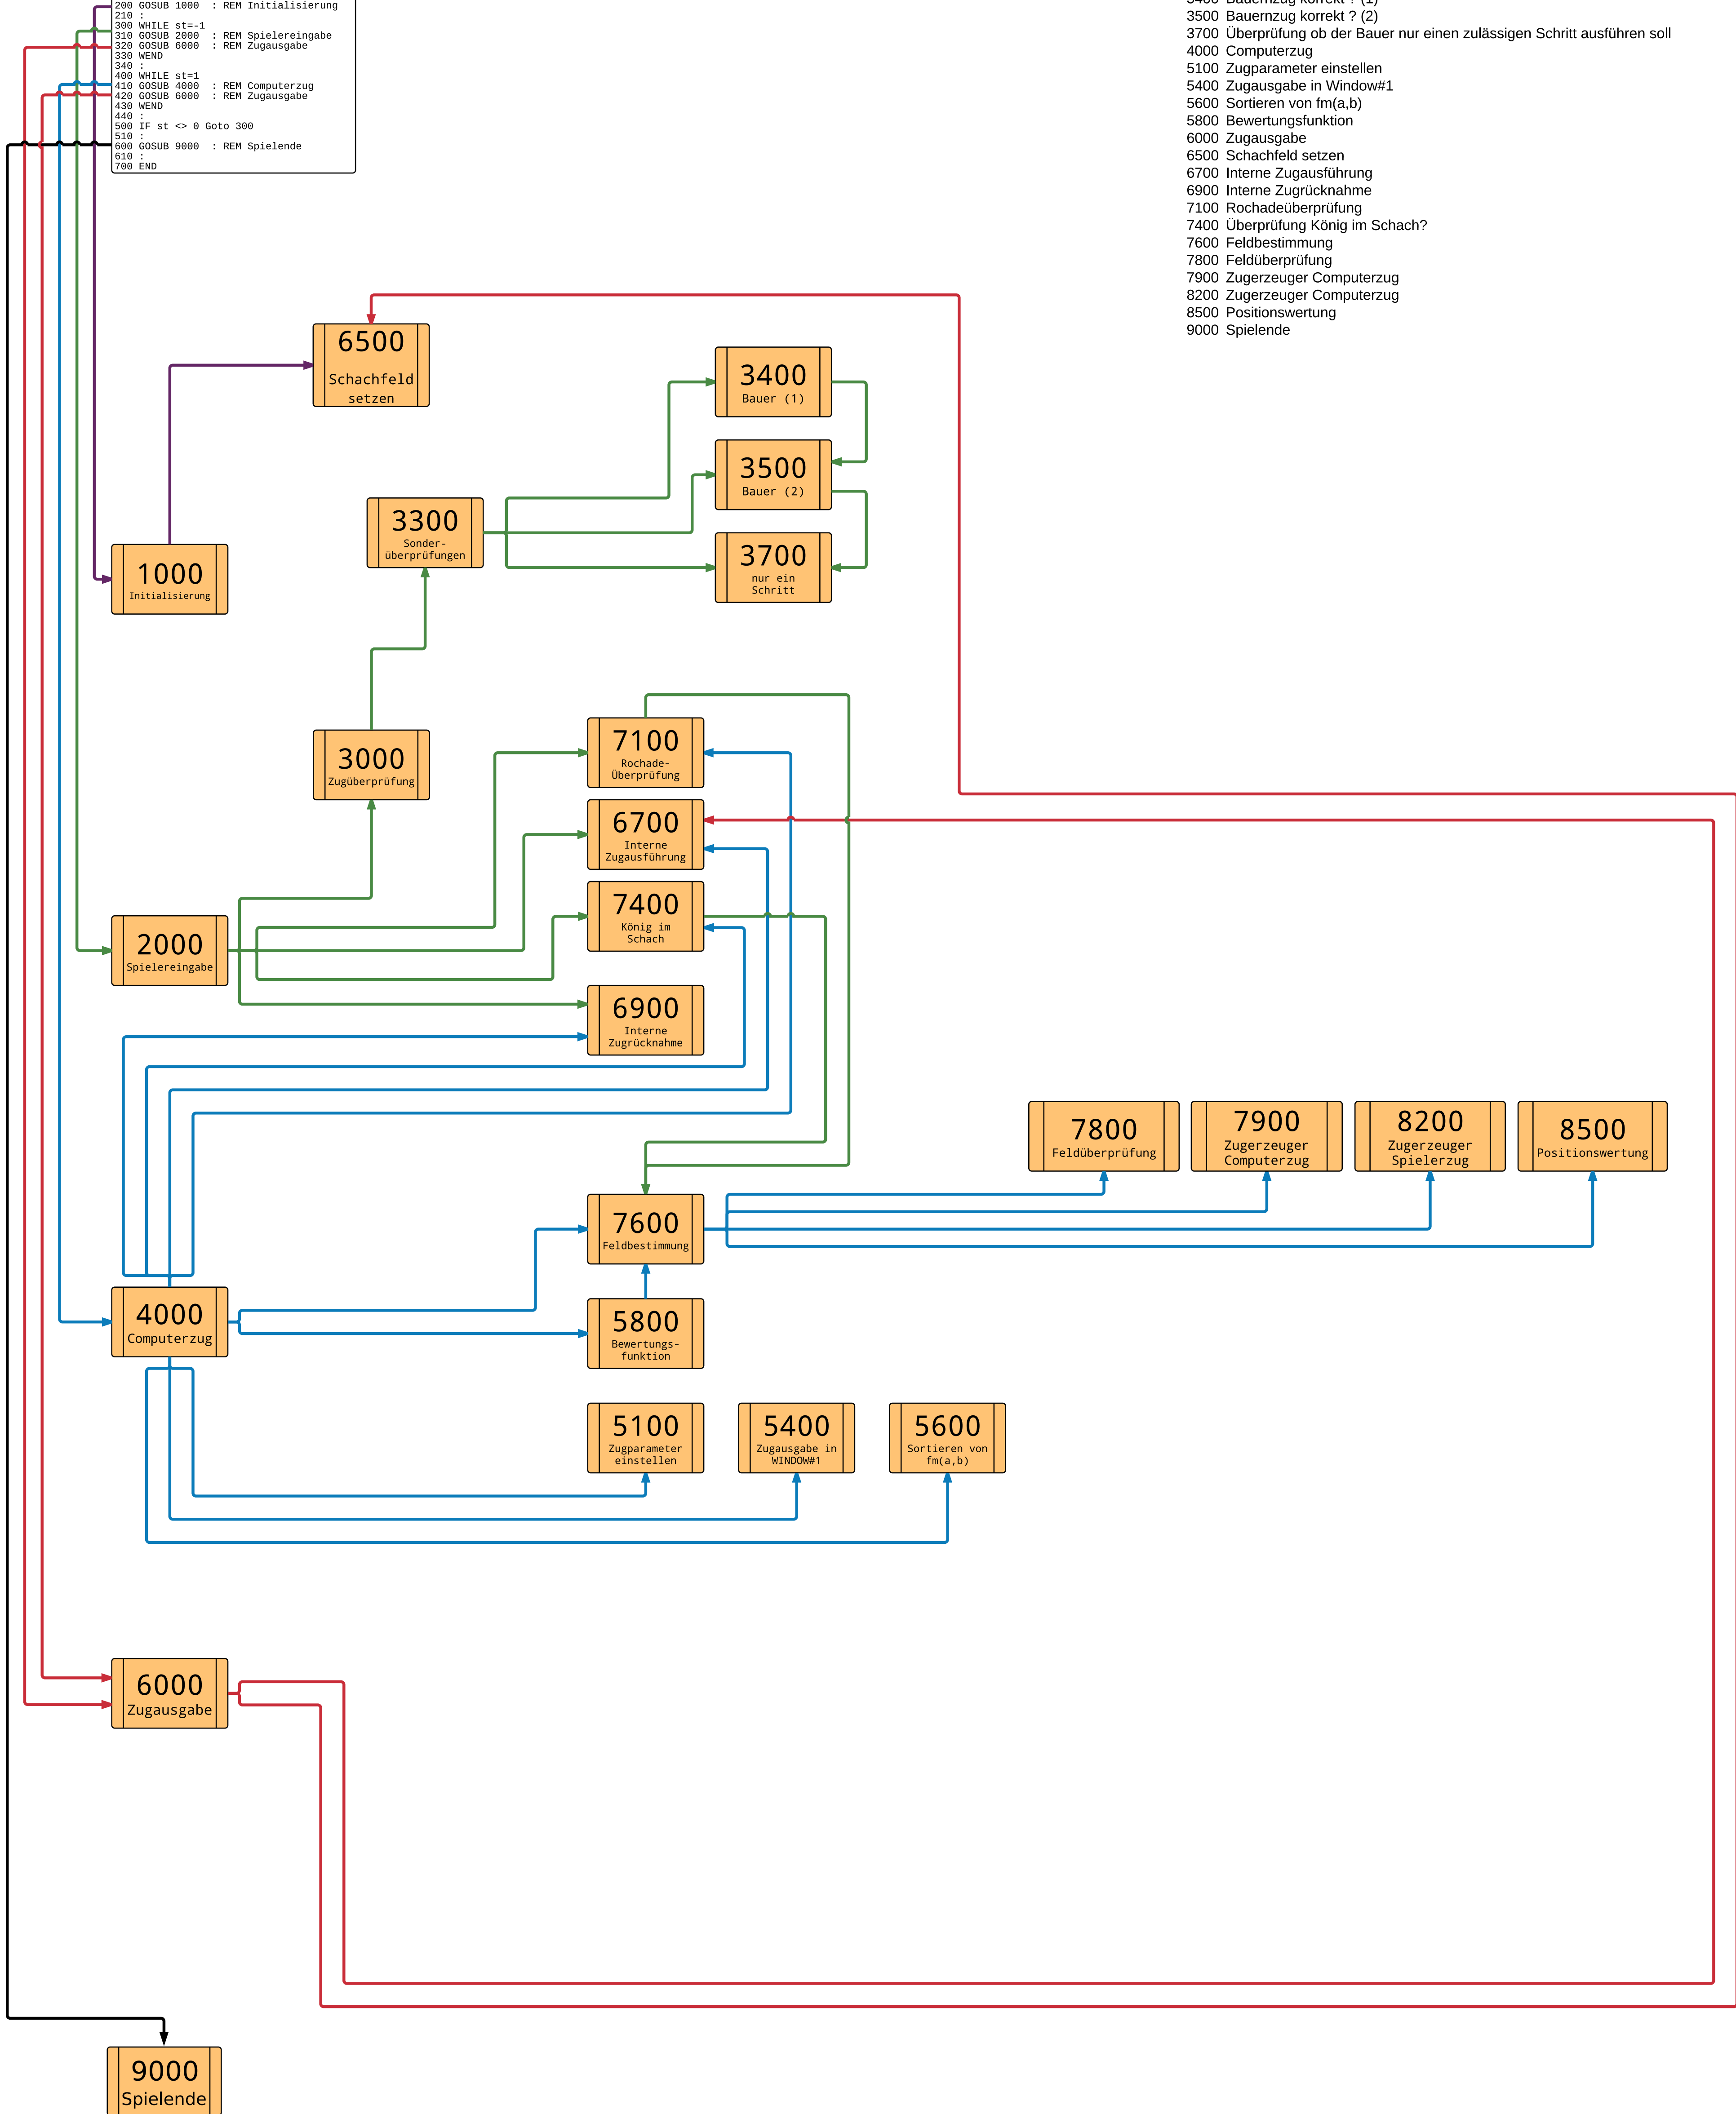 200 GOSUB 1000  : REM Initialisierung
210 :
300 WHILE st=-1
310 GOSUB 2000  : REM Spielereingabe
320 GOSUB 6000  : REM Zugausgabe
330 WEND
340 :
400 WHILE st=1
410 GOSUB 4000  : REM Computerzug
420 GOSUB 6000  : REM Zugausgabe
430 WEND
440 :
500 IF st <> 0 Goto 300
510 :
600 GOSUB 9000  : REM Spielende
610 :
700 END
3400 Bauernzug korrekt ? (1)
3500 Bauernzug korrekt ? (2)
3700 Überprüfung ob der Bauer nur einen zulässigen Schritt ausführen soll
4000 Computerzug
5100 Zugparameter einstellen
5400 Zugausgabe in Window#1
5600 Sortieren von fm(a,b)
5800 Bewertungsfunktion
6000 Zugausgabe
6500 Schachfeld setzen
6700 Interne Zugausführung
6900 Interne Zugrücknahme
7100 Rochadeüberprüfung
7400 Überprüfung König im Schach?
7600 Feldbestimmung
7800 Feldüberprüfung
7900 Zugerzeuger Computerzug
8200 Zugerzeuger Computerzug
8500 Positionswertung
9000 Spielende
6500
Schachfeld
setzen
3400
Bauer (1)
3500
Bauer (2)
3300
Sonder-
überprüfungen
3700
nur ein
Schritt
1000
Initialisierung
3000
Zugüberprüfung
7100
Rochade-
Überprüfung
6700
Interne
Zugausführung
7400
König im
Schach
2000
Spielereingabe
6900
Interne
Zugrücknahme
7800
Feldüberprüfung
7900
Zugerzeuger
Computerzug
8200
Zugerzeuger
Spielerzug
8500
Positionswertung
7600
Feldbestimmung
4000
Computerzug
5800
Bewertungs-
funktion
5100
Zugparameter
einstellen
5400
Zugausgabe in
WINDOW#1
5600
Sortieren von
fm(a,b)
6000
Zugausgabe
9000
Spielende